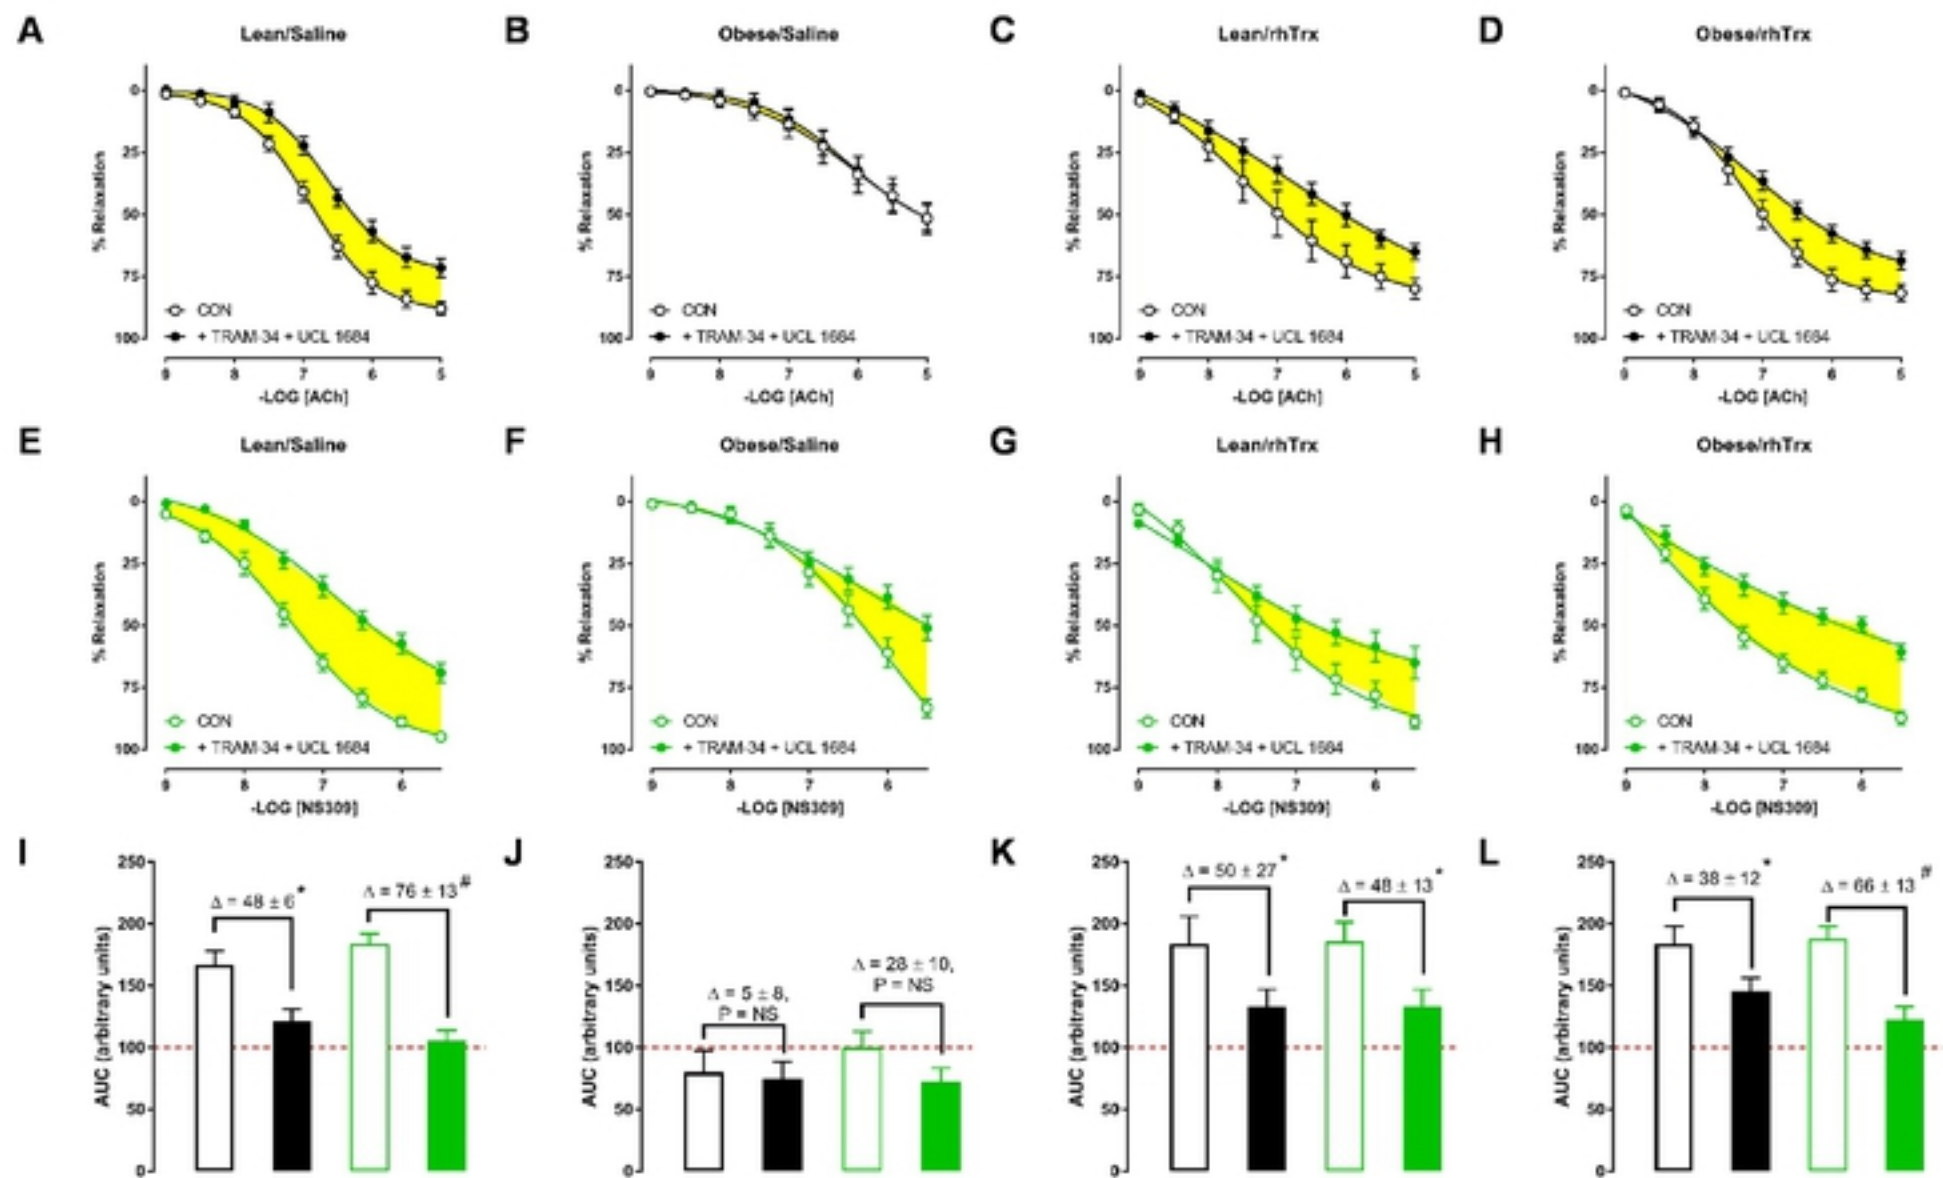 A
Lean/Saline
B
Obese/Saline
C
Lean/rhTrx
D
Obese/rhTrx
0
25
50
75
100
% Relaxation
CON
+ TRAM-34 + UCL 1684
9 8 7 6 5
-LOG [ACh]
0
25
50
75
100
% Relaxation
CON
+ TRAM-34 + UCL 1684
9 8 7 6 5
-LOG [ACh]
0
25
50
75
100
% Relaxation
CON
+ TRAM-34 + UCL 1684
9 8 7 6 5
-LOG [ACh]
0
25
50
75
100
% Relaxation
CON
+ TRAM-34 + UCL 1684
9 8 7 6 5
-LOG [ACh]
E
Lean/Saline
F
Obese/Saline
G
Lean/rhTrx
H
Obese/rhTrx
0
25
50
75
100
% Relaxation
CON
+ TRAM-34 + UCL 1684
9 8 7 6
-LOG [NS309]
0
25
50
75
100
% Relaxation
CON
+ TRAM-34 + UCL 1684
9 8 7 6
-LOG [NS309]
0
25
50
75
100
% Relaxation
CON
+ TRAM-34 + UCL 1684
9 8 7 6
-LOG [NS309]
0
25
50
75
100
% Relaxation
CON
+ TRAM-34 + UCL 1684
9 8 7 6
-LOG [NS309]
I
250
200
150
100
50
0
AUC (arbitrary units)
Δ = 48 ± 6*
Δ = 76 ± 13#
J
250
200
150
100
50
0
AUC (arbitrary units)
Δ = 5 ± 8,
P = NS
Δ = 28 ± 10,
P = NS
K
250
200
150
100
50
0
AUC (arbitrary units)
Δ = 50 ± 27*
Δ = 48 ± 13*
L
250
200
150
100
50
0
AUC (arbitrary units)
Δ = 38 ± 12*
Δ = 66 ± 13#